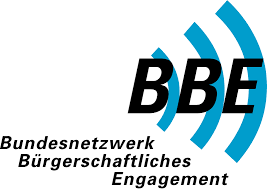 BBE
Bundesnetzwerk
Bürgerschaftliches
Engagement